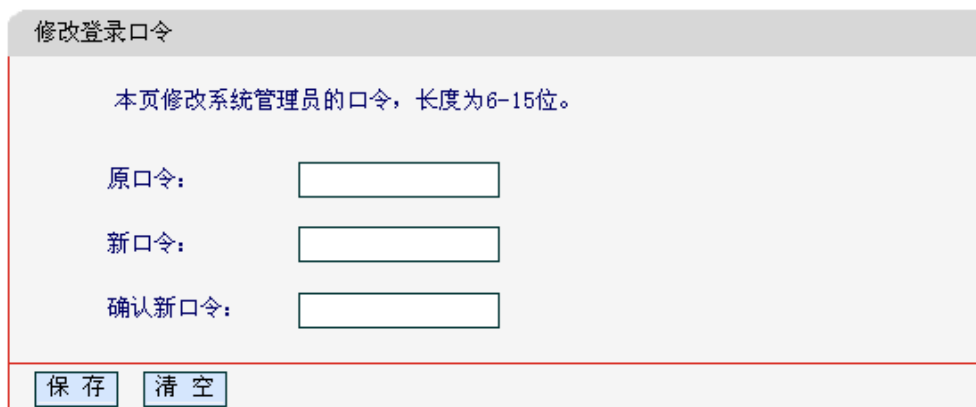 修改登录口令
本页修改系统管理员的口令，长度为6-15位。
原口令：
新口令：
确认新口令：
保 存 清 空